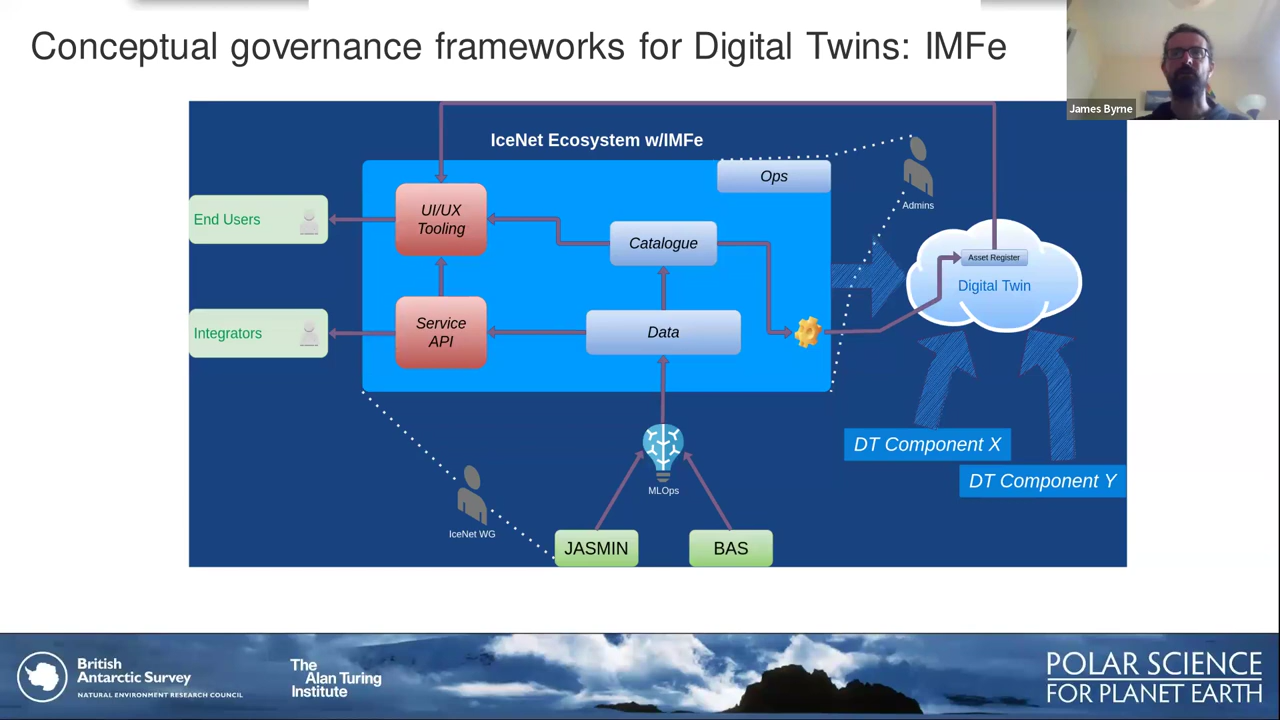 Conceptual governance frameworks for Digital Twins: IMFe
James Byrne
IceNet Ecosystem w/IMFe
Ops
Admins
End Users
UI/UX
Tooling
Catalogue
Asset Register
Digital Twin
Integrators
Service
API
Data
DT Component X
DT Component Y
MLOps
IceNet WG
JASMIN
BAS
British
Antarctic Survey
NATURAL ENVIRONMENT RESEARCH COUNCIL
The
Alan Turing
Institute
POLAR SCIENCE
FOR PLANET EARTH